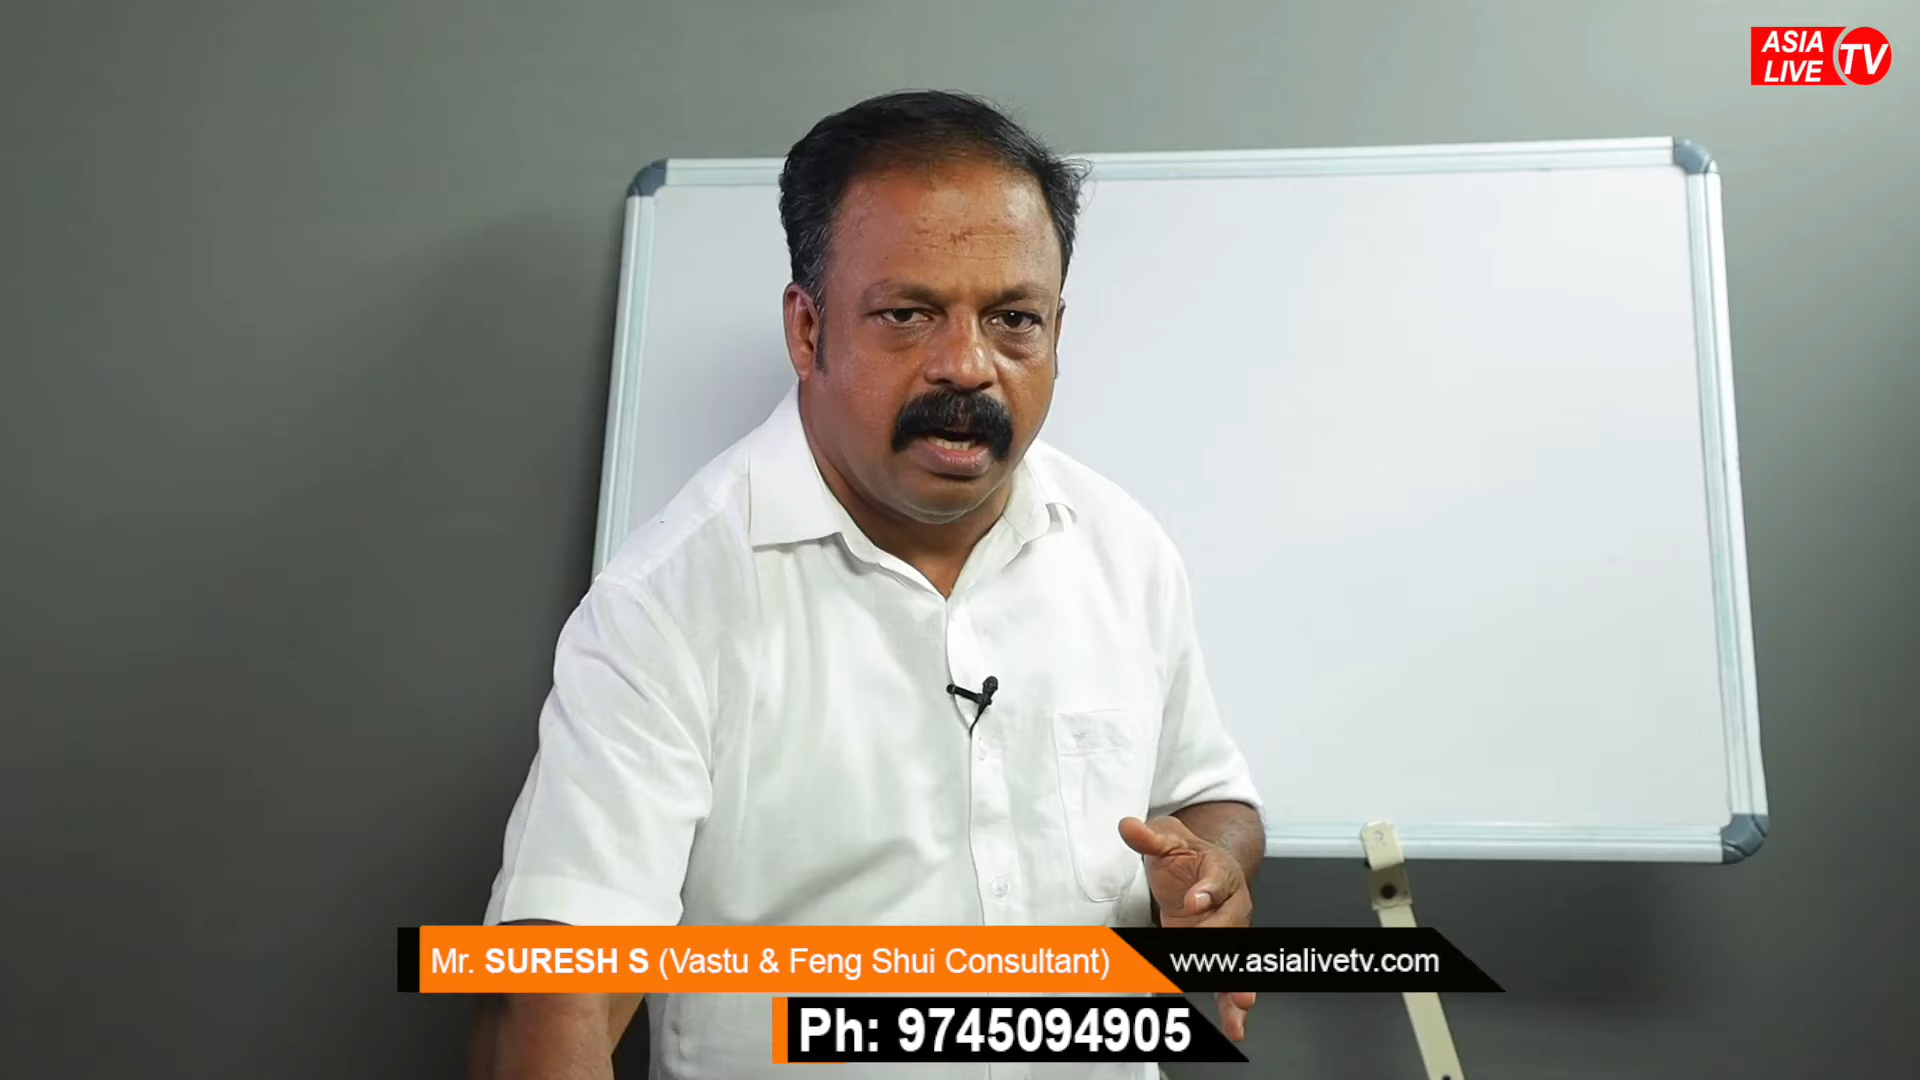 ASIA
LIVE TV
Mr. SURESH S (Vastu & Feng Shui Consultant)
www.asialivetv.com
Ph: 9745094905